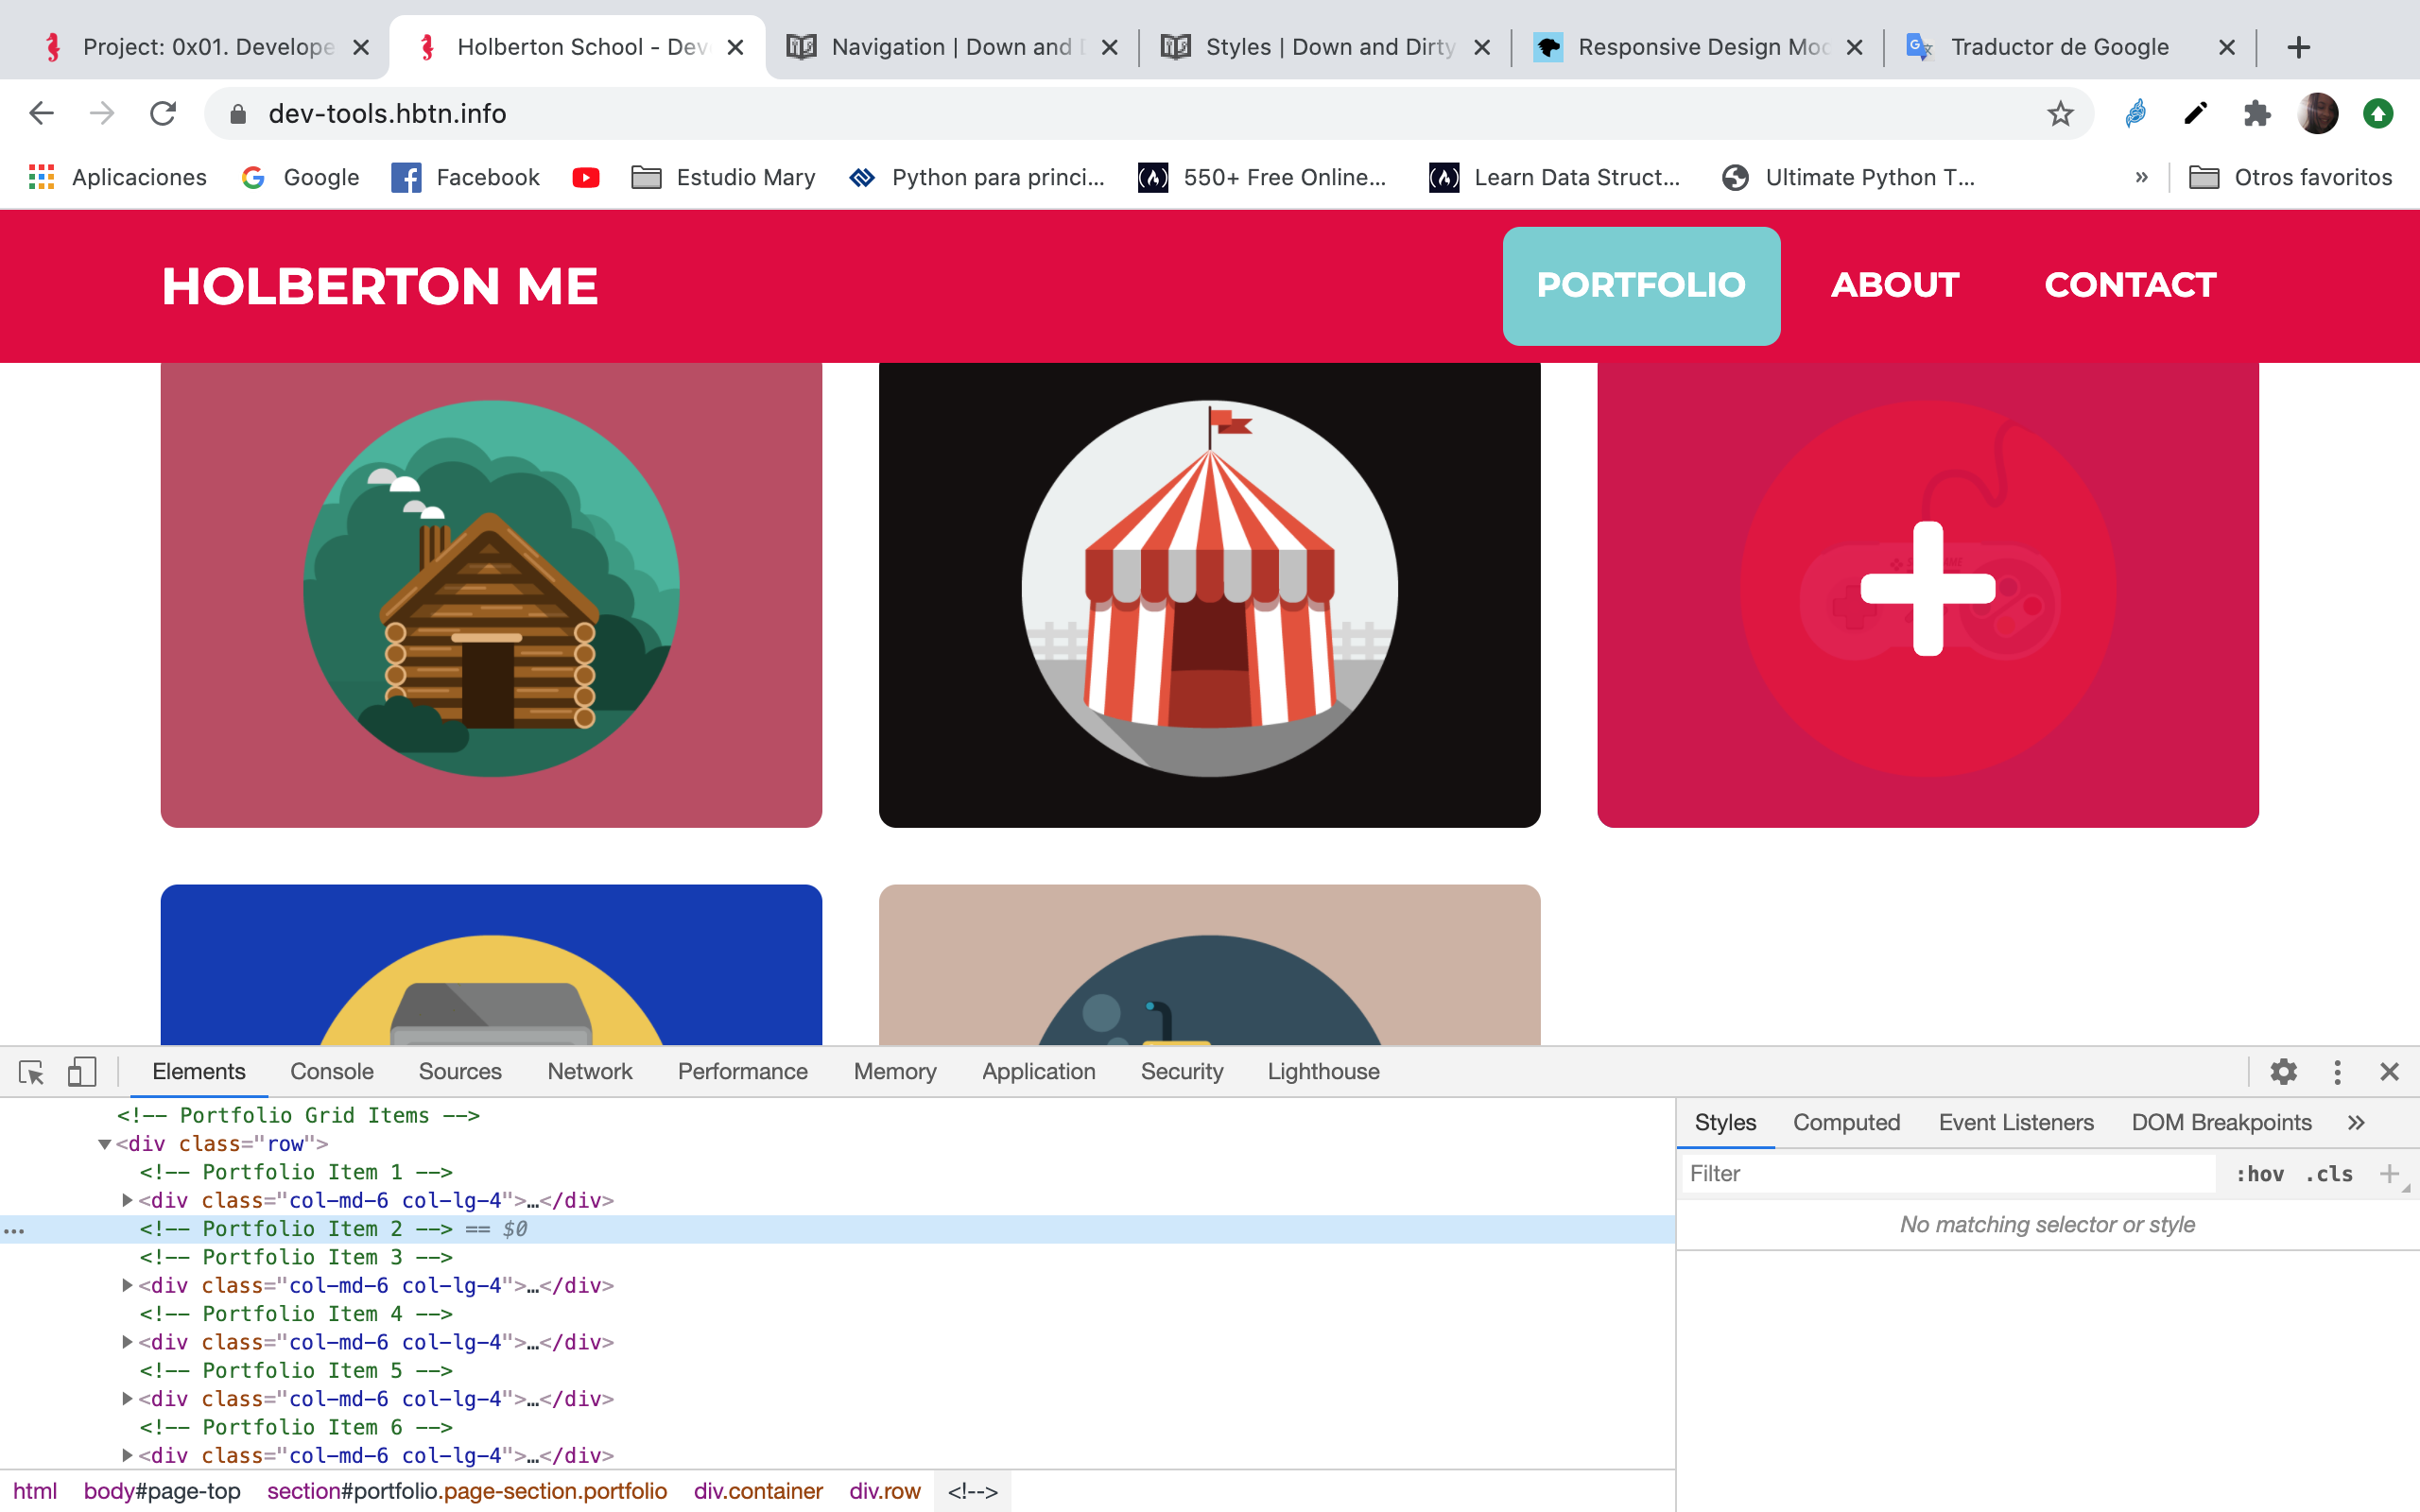 Project: 0x01. Develope
Holberton School - Dev
Navigation | Down and D
Styles | Down and Dirty
Responsive Design Moc
Traductor de Google
dev-tools.hbtn.info
Aplicaciones Google Facebook Estudio Mary Python para princi... 550+ Free Online... Learn Data Struct... Ultimate Python T... » Otros favoritos
HOLBERTON ME PORTFOLIO ABOUT CONTACT
Elements Console Sources Network Performance Memory Application Security Lighthouse
<!-- Portfolio Grid Items -->
<div class="row">
<!-- Portfolio Item 1 -->
<div class="col-md-6 col-lg-4">…</div>
<!-- Portfolio Item 2 --> == $0
<!-- Portfolio Item 3 -->
<div class="col-md-6 col-lg-4">…</div>
<!-- Portfolio Item 4 -->
<div class="col-md-6 col-lg-4">…</div>
<!-- Portfolio Item 5 -->
<div class="col-md-6 col-lg-4">…</div>
<!-- Portfolio Item 6 -->
<div class="col-md-6 col-lg-4">…</div>
html body#page-top section#portfolio.page-section.portfolio div.container div.row <!-->
Styles Computed Event Listeners DOM Breakpoints »
Filter :hov .cls +
No matching selector or style